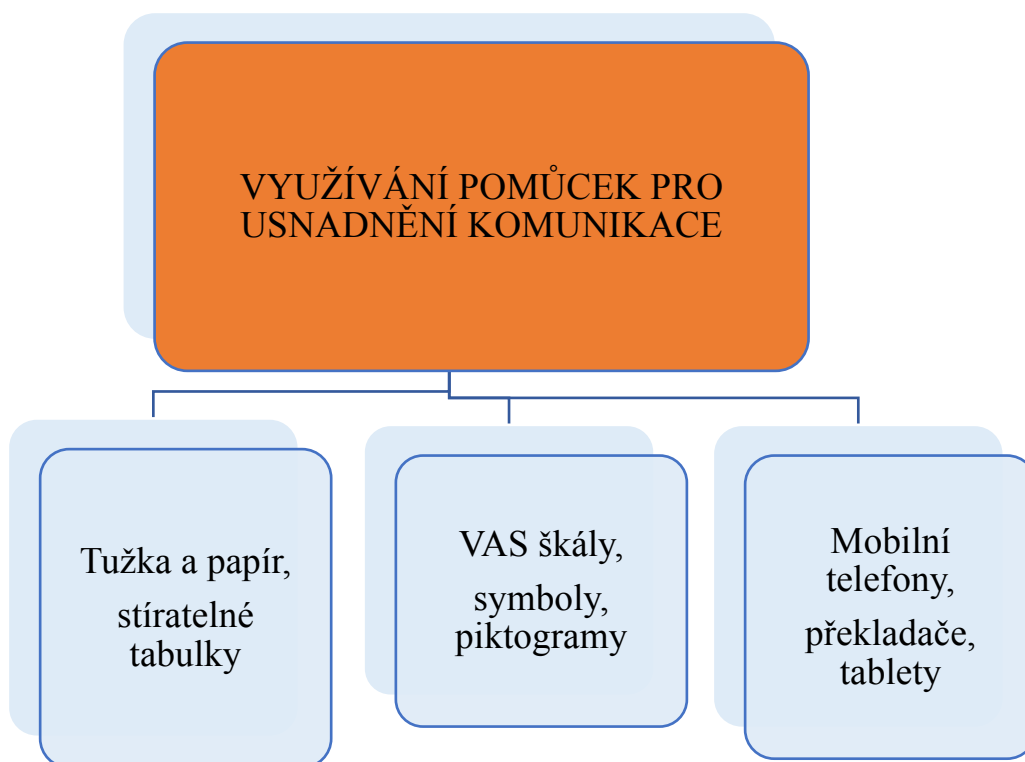 VYUŽÍVÁNÍ POMŮCEK PRO
USNADNĚNÍ KOMUNIKACE
Tužka a papír,
stíratelné
tabulky
VAS škály,
symboly,
piktogramy
Mobilní
telefony,
překladače,
tablety